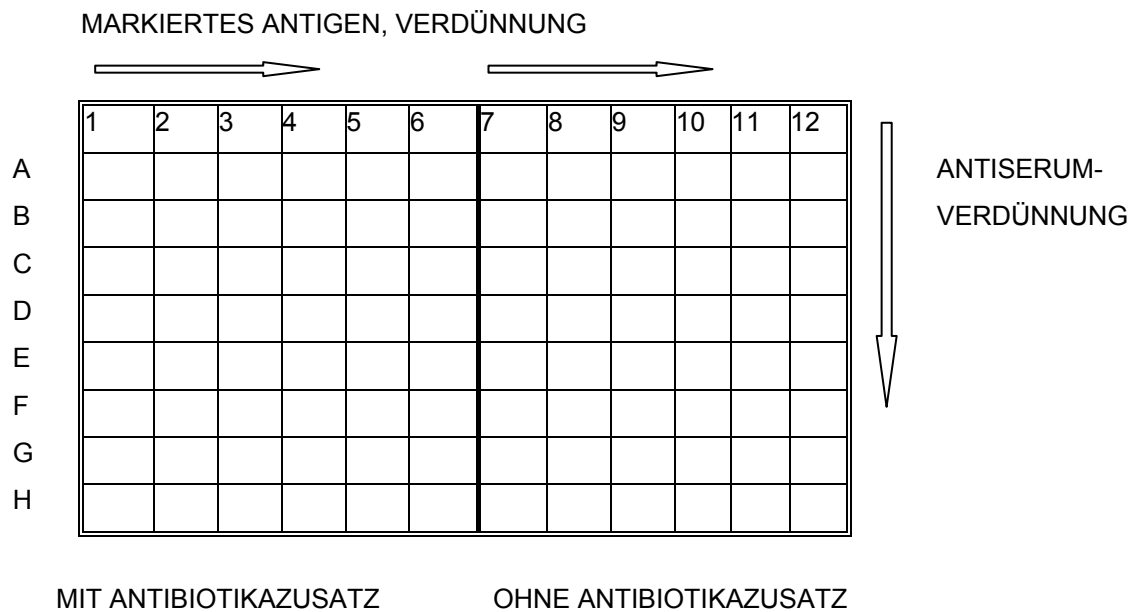 MARKIERTES ANTIGEN, VERDÜNNUNG
1 2 3 4 5 6 7 8 9 10 11 12
A ANTISERUM-
B VERDÜNNUNG
C
D
E
F
G
H
MIT ANTIBIOTIKAZUSATZ OHNE ANTIBIOTIKAZUSATZ